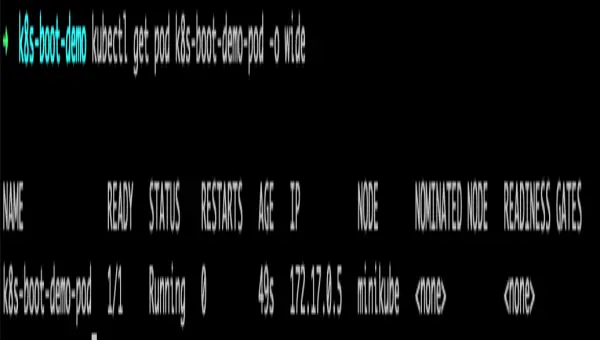 ➜ k8s-boot-demo kubectl get pod k8s-boot-demo-pod -o wide
NAME READY STATUS RESTARTS AGE IP NODE NOMINATED NODE READINESS GATES
k8s-boot-demo-pod 1/1 Running 0 49s 172.17.0.5 minikube <none> <none>